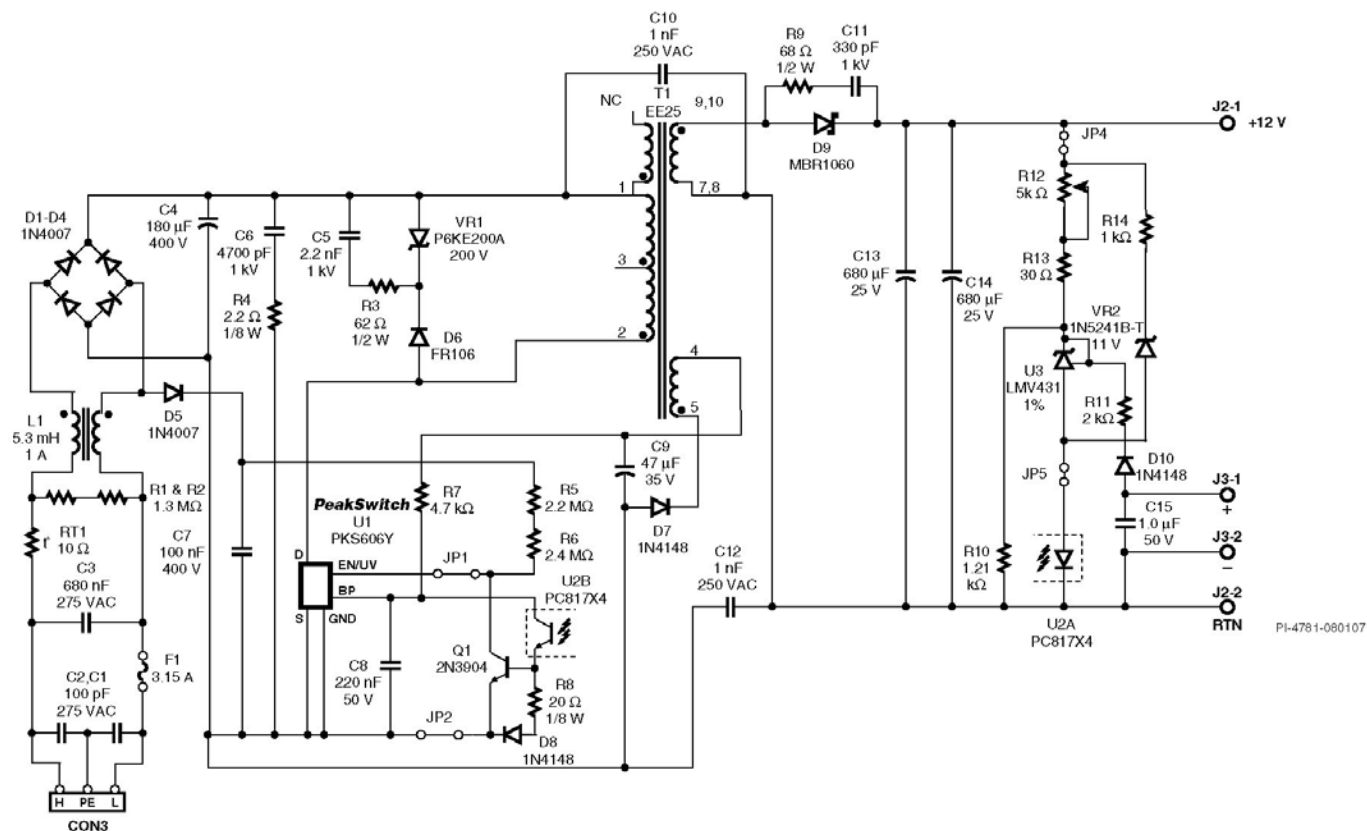 C10
1 nF
250 VAC
R9
68 Ω
1/2 W
C11
330 pF
1 kV
T1
EE25
NC
9,10
J2-1
+12 V
D9
MBR1060
JP4
1
7,8
R12
5k Ω
D1-D4
1N4007
C4
180 µF
400 V
C6
4700 pF
1 kV
C5
2.2 nF
1 kV
VR1
P6KE200A
200 V
R14
1 kΩ
3
C13
680 µF
25 V
C14
680 µF
25 V
R13
30 Ω
R4
2.2 Ω
1/8 W
R3
62 Ω
1/2 W
D6
FR106
2
VR2
1N5241B-T
11 V
4
U3
LMV431
1%
5
D5
1N4007
R11
2 kΩ
L1
5.3 mH
1 A
C9
47 µF
35 V
D10
1N4148
JP5
J3-1
+
R1 & R2
1.3 MΩ
PeakSwitch
U1
PKS606Y
R7
4.7 kΩ
R5
2.2 MΩ
D7
1N4148
C15
1.0 µF
50 V
RT1
10 Ω
r
C7
100 nF
400 V
R6
2.4 MΩ
J3-2
−
C12
1 nF
250 VAC
R10
1.21
kΩ
D
EN/UV
JP1
C3
680 nF
275 VAC
BP
U2B
PC817X4
J2-2
RTN
S
GND
U2A
PC817X4
PI-4781-080107
F1
3.15 A
C8
220 nF
50 V
Q1
2N3904
C2,C1
100 pF
275 VAC
R8
20 Ω
1/8 W
JP2
D8
1N4148
H PE L
CON3